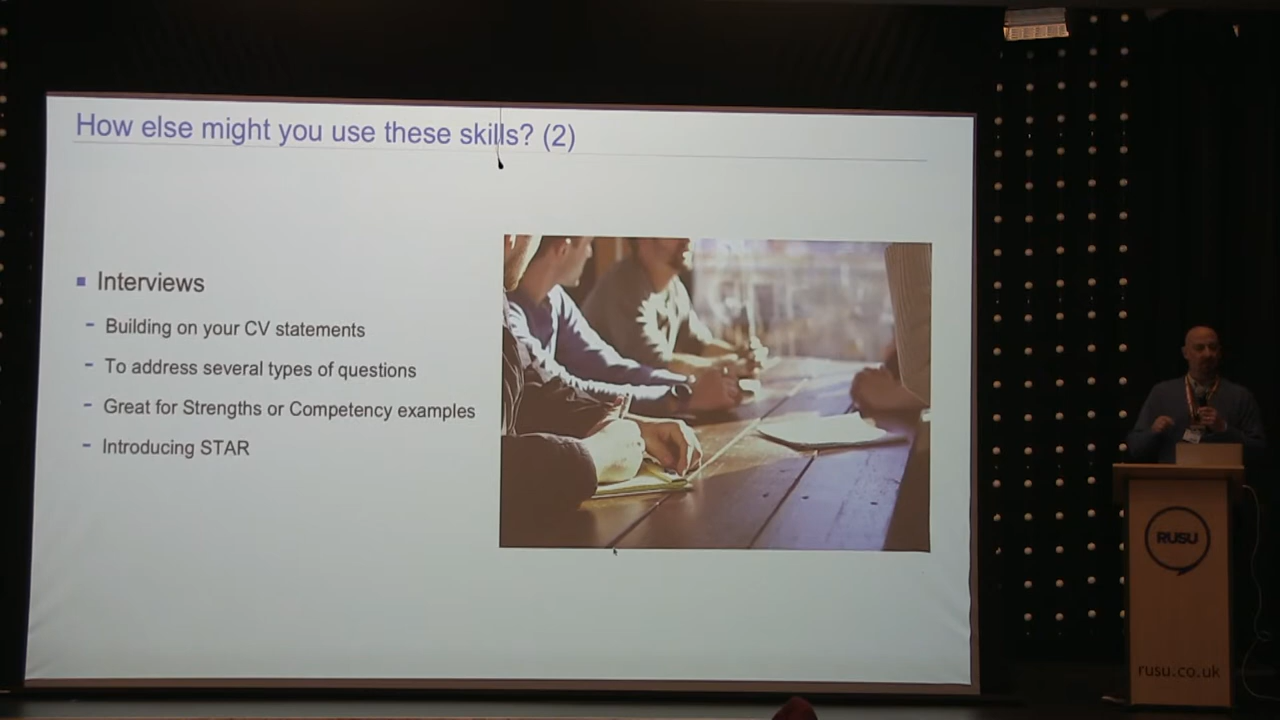 How else might you use these skills? (2)
▪ Interviews
- Building on your CV statements
- To address several types of questions
- Great for Strengths or Competency examples
- Introducing STAR
RUSU
rusu.co.uk